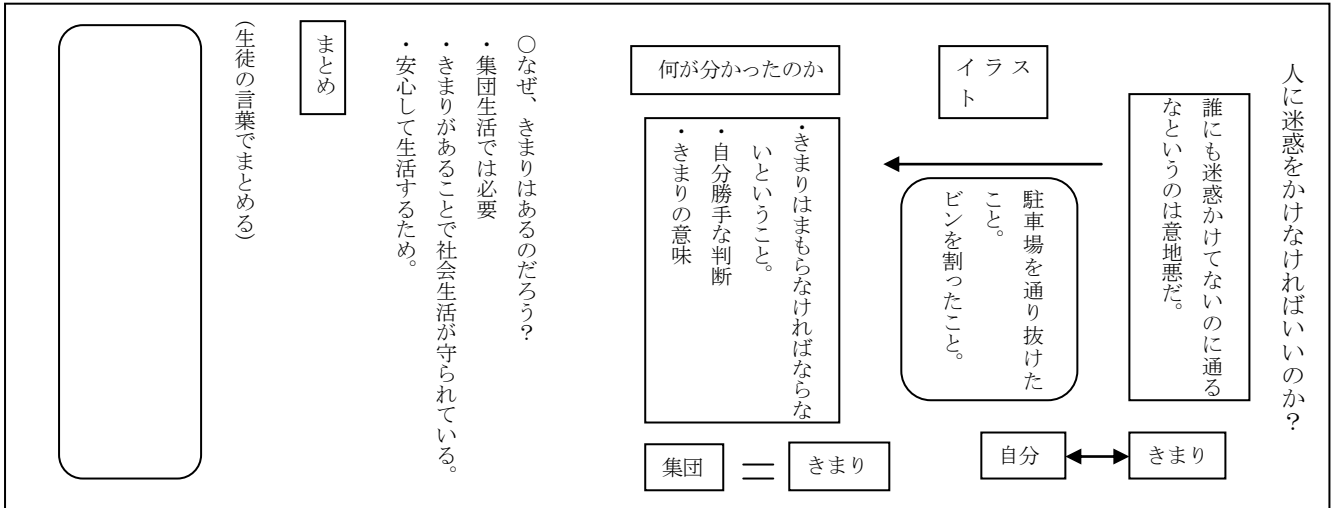 人に迷惑をかけなければいいのか？
誰にも迷惑かけてないのに通る
なというのは意地悪だ。
きまり
イラス
ト
駐車場を通り抜けた
こと。
ビンを割ったこと。
自分
何が分かったのか
・きまりはまもらなければならな
いということ。
・自分勝手な判断
・きまりの意味
きまり
＝
集団
○なぜ、きまりはあるのだろう？
・集団生活では必要
・きまりがあることで社会生活が守られている。
・安心して生活するため。
まとめ
（生徒の言葉でまとめる）